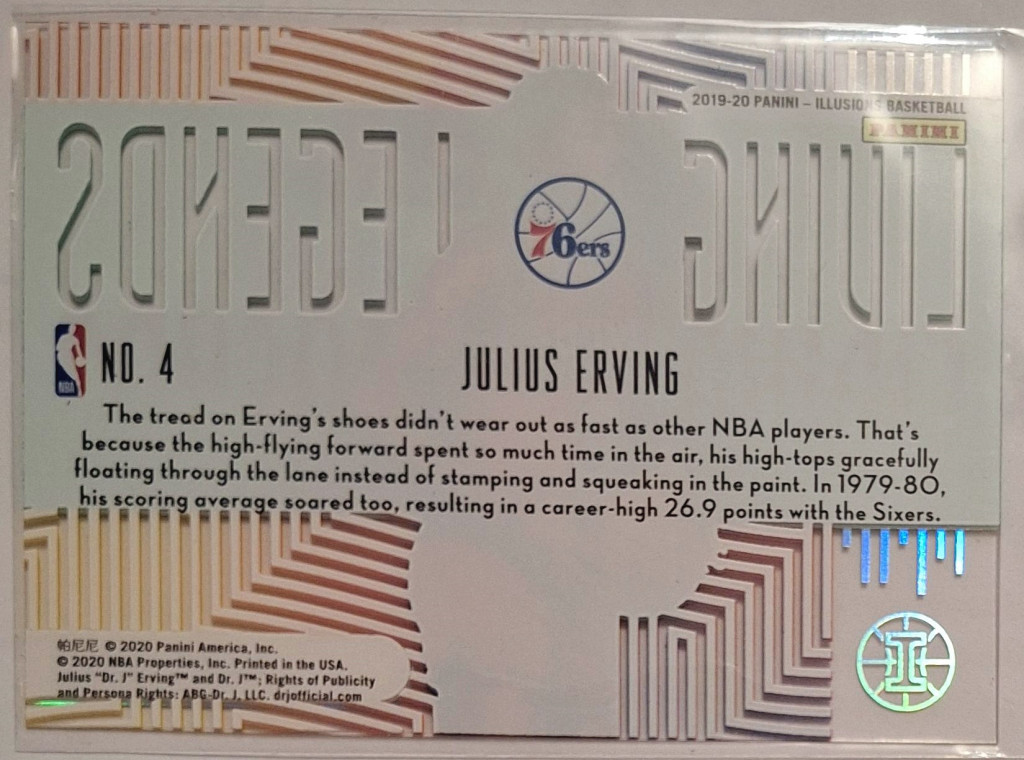 2019-20 PANINI – ILLUSIONS BASKETBALL
PANINI
LIVING LEGENDS
76ers
NBA
NO. 4
JULIUS ERVING
The tread on Erving's shoes didn't wear out as fast as other NBA players. That's
because the high-flying forward spent so much time in the air, his high-tops gracefully
floating through the lane instead of stamping and squeaking in the paint. In 1979-80,
his scoring average soared too, resulting in a career-high 26.9 points with the Sixers.
帕尼尼 © 2020 Panini America, Inc.
© 2020 NBA Properties, Inc. Printed in the USA.
Julius "Dr. J" Erving™ and Dr. J™; Rights of Publicity
and Persona Rights: ABG-Dr. J, LLC. drjofficial.com
I